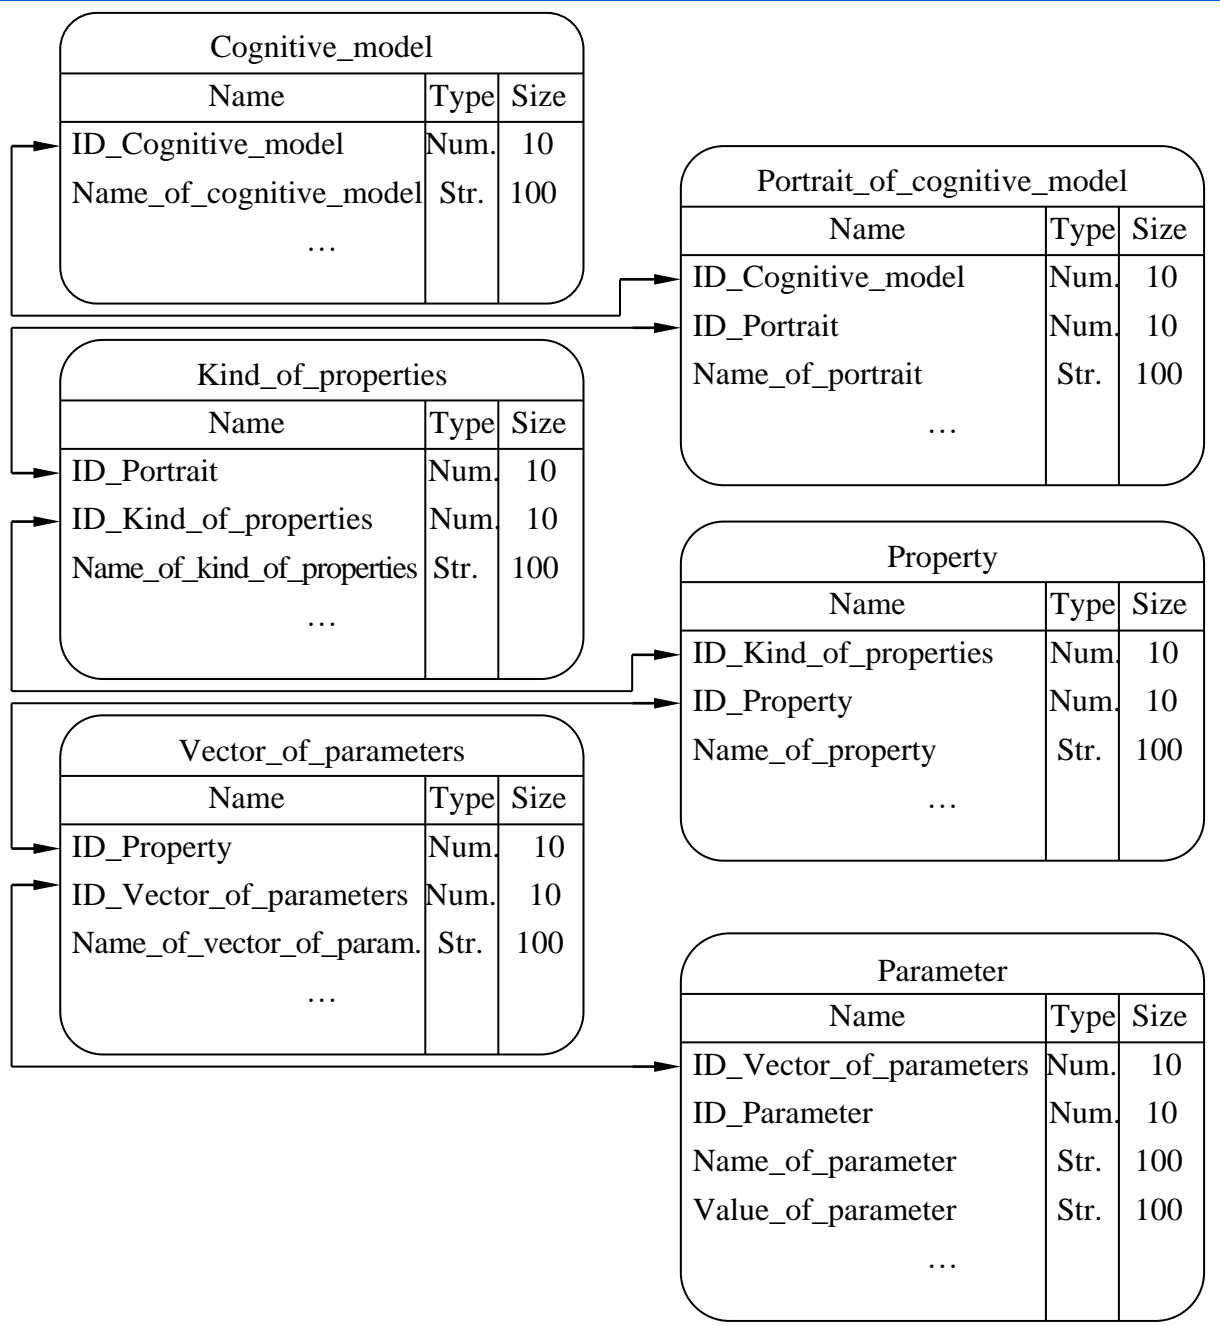 Cognitive_model
Name Type Size
ID_Cognitive_model Num. 10
Name_of_cognitive_model Str. 100
…
Portrait_of_cognitive_model
Name Type Size
ID_Cognitive_model Num. 10
ID_Portrait Num. 10
Name_of_portrait Str. 100
…
Kind_of_properties
Name Type Size
ID_Portrait Num. 10
ID_Kind_of_properties Num. 10
Name_of_kind_of_properties Str. 100
…
Property
Name Type Size
ID_Kind_of_properties Num. 10
ID_Property Num. 10
Name_of_property Str. 100
…
Vector_of_parameters
Name Type Size
ID_Property Num. 10
ID_Vector_of_parameters Num. 10
Name_of_vector_of_param. Str. 100
…
Parameter
Name Type Size
ID_Vector_of_parameters Num. 10
ID_Parameter Num. 10
Name_of_parameter Str. 100
Value_of_parameter Str. 100
…